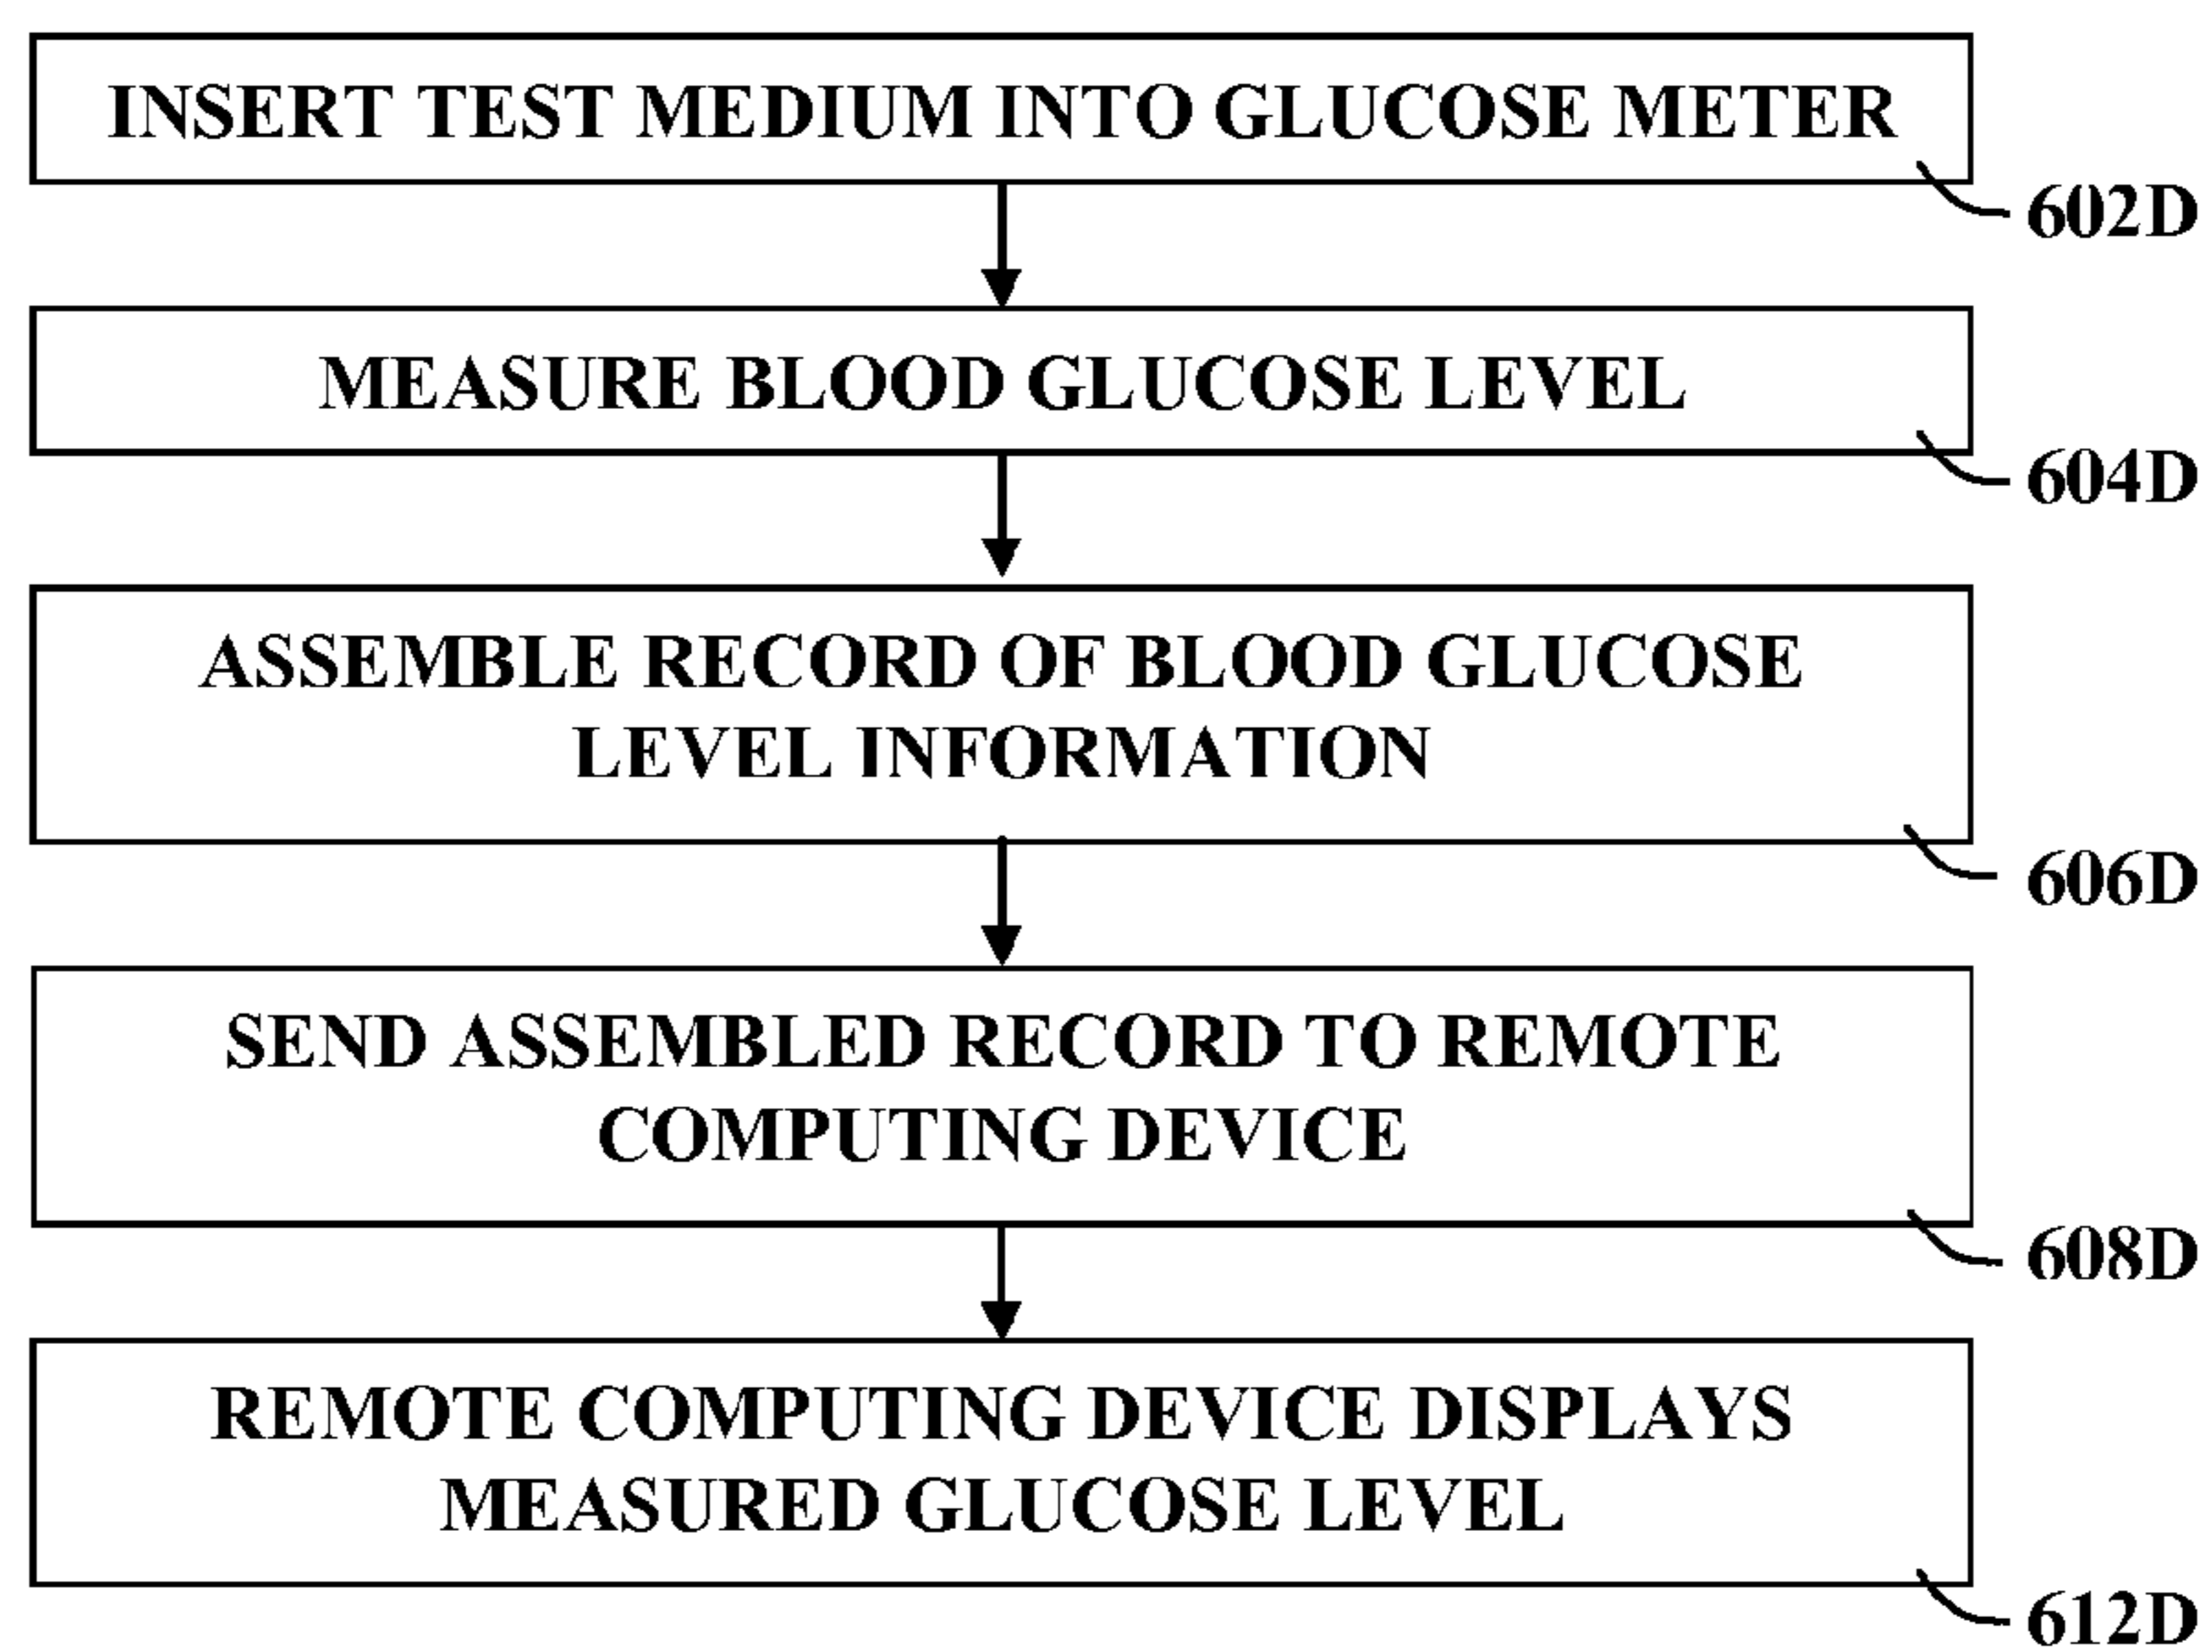 INSERT TEST MEDIUM INTO GLUCOSE METER
602D
MEASURE BLOOD GLUCOSE LEVEL
604D
ASSEMBLE RECORD OF BLOOD GLUCOSE
LEVEL INFORMATION
606D
SEND ASSEMBLED RECORD TO REMOTE
COMPUTING DEVICE
608D
REMOTE COMPUTING DEVICE DISPLAYS
MEASURED GLUCOSE LEVEL
612D